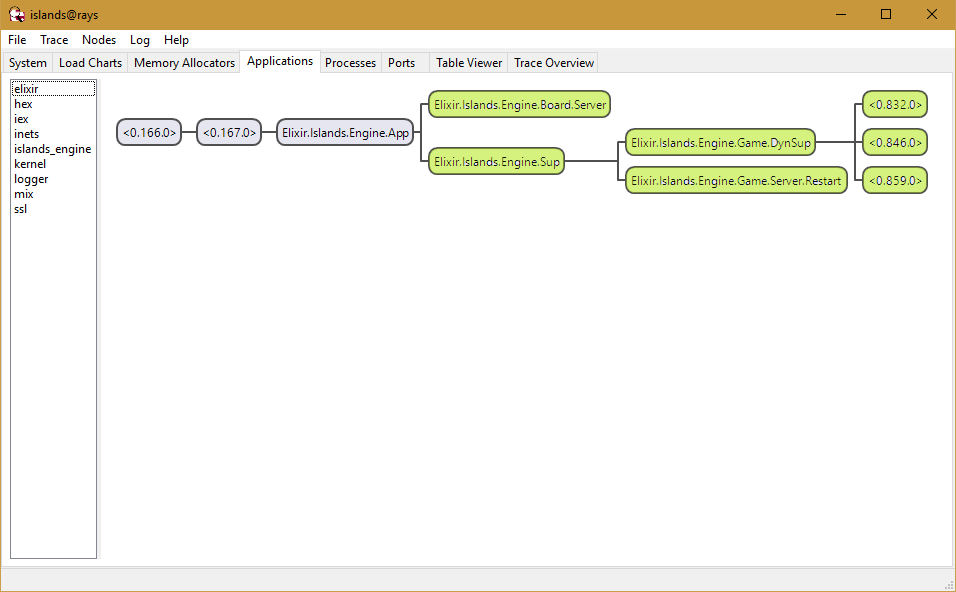 islands@rays
File Trace Nodes Log Help
System Load Charts Memory Allocators Applications Processes Ports Table Viewer Trace Overview
elixir
hex
iex
inets
islands_engine
kernel
logger
mix
ssl
<0.166.0>
<0.167.0>
Elixir.Islands.Engine.App
Elixir.Islands.Engine.Board.Server
Elixir.Islands.Engine.Sup
Elixir.Islands.Engine.Game.DynSup
Elixir.Islands.Engine.Game.Server.Restart
<0.832.0>
<0.846.0>
<0.859.0>